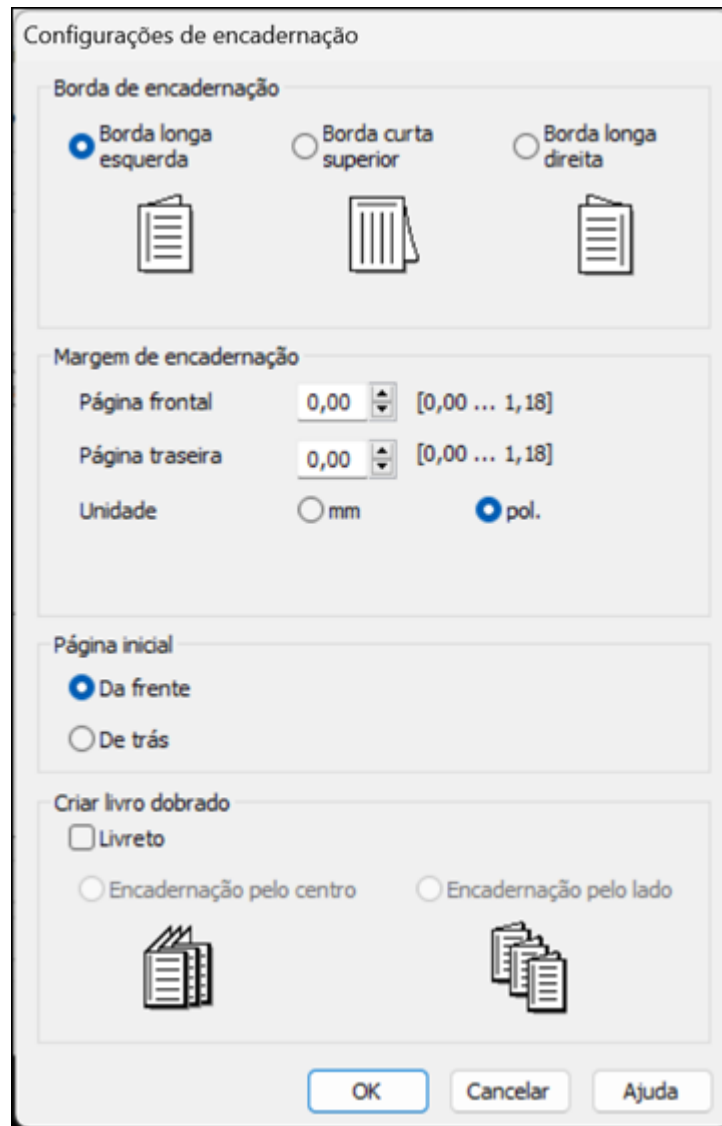 Configurações de encadernação
Borda de encadernação
Borda longa esquerda
Borda curta superior
Borda longa direita
Margem de encadernação
Página frontal 0,00 [0,00 ... 1,18]
Página traseira 0,00 [0,00 ... 1,18]
Unidade mm pol.
Página inicial
Da frente
De trás
Criar livro dobrado
Livreto
Encadernação pelo centro Encadernação pelo lado
OK Cancelar Ajuda